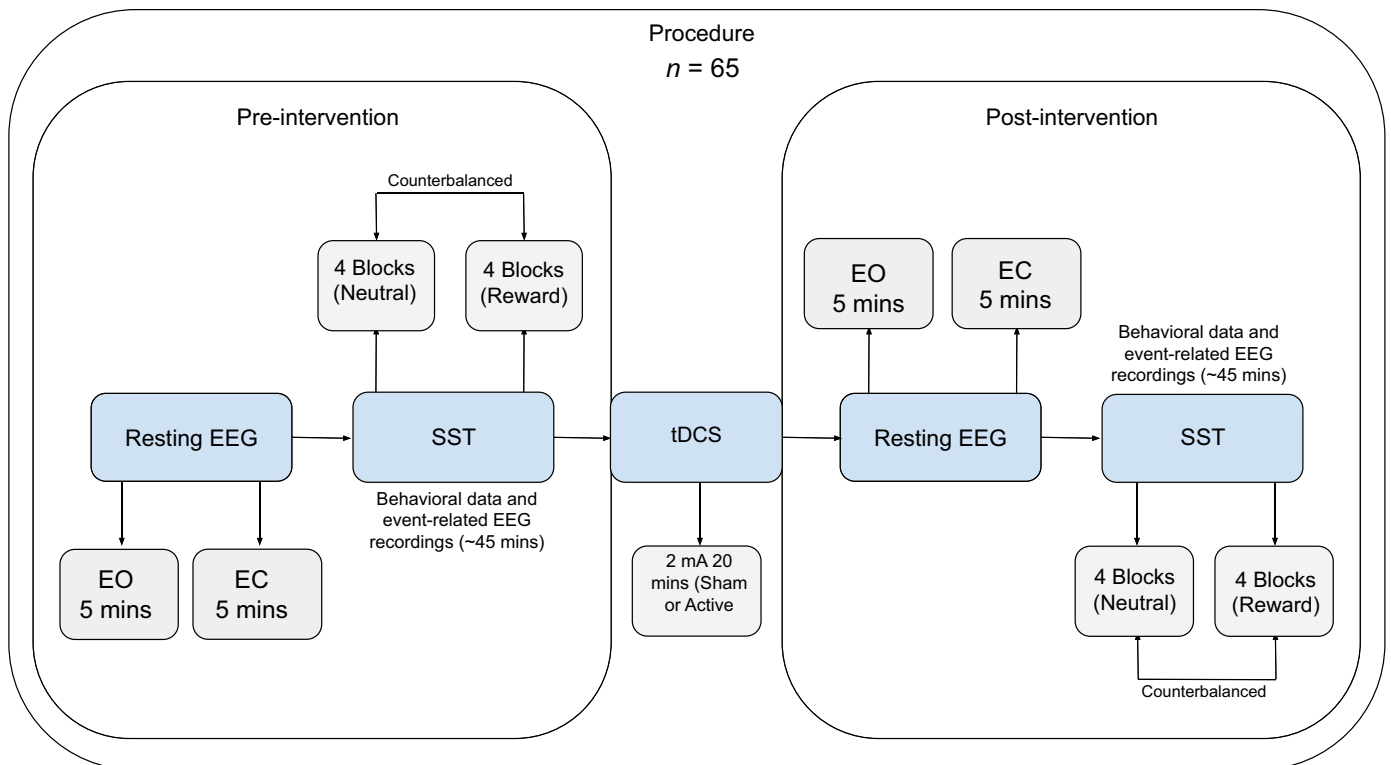 Procedure
n = 65
Pre-intervention
Counterbalanced
4 Blocks
(Neutral)
4 Blocks
(Reward)
Resting EEG
SST
Behavioral data and
event-related EEG
recordings (~45 mins)
EO
5 mins
EC
5 mins
tDCS
2 mA 20
mins (Sham
or Active
Post-intervention
EO
5 mins
EC
5 mins
Behavioral data and
event-related EEG
recordings (~45 mins)
Resting EEG
SST
4 Blocks
(Neutral)
4 Blocks
(Reward)
Counterbalanced